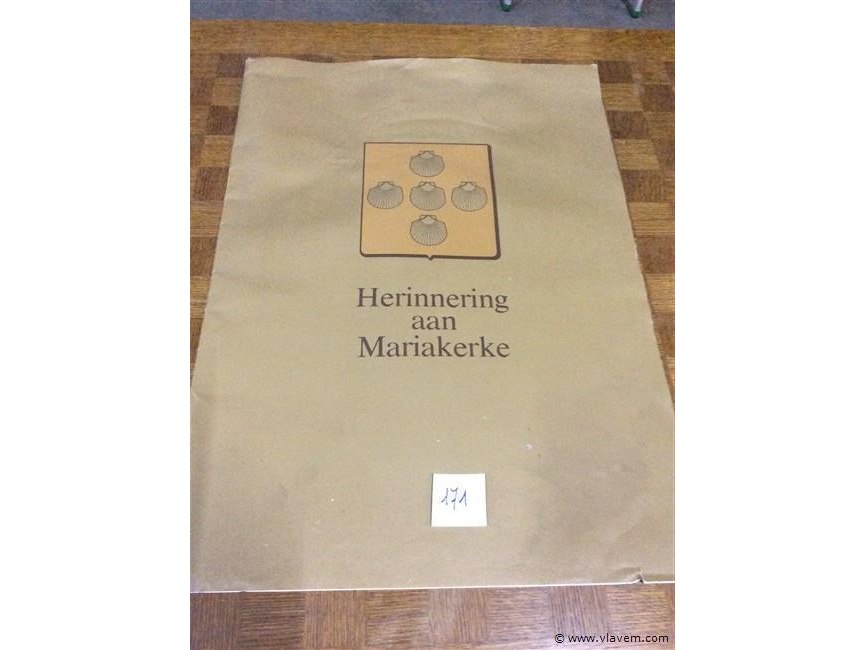 Herinnering
aan
Mariakerke
171
© www.vlavem.com